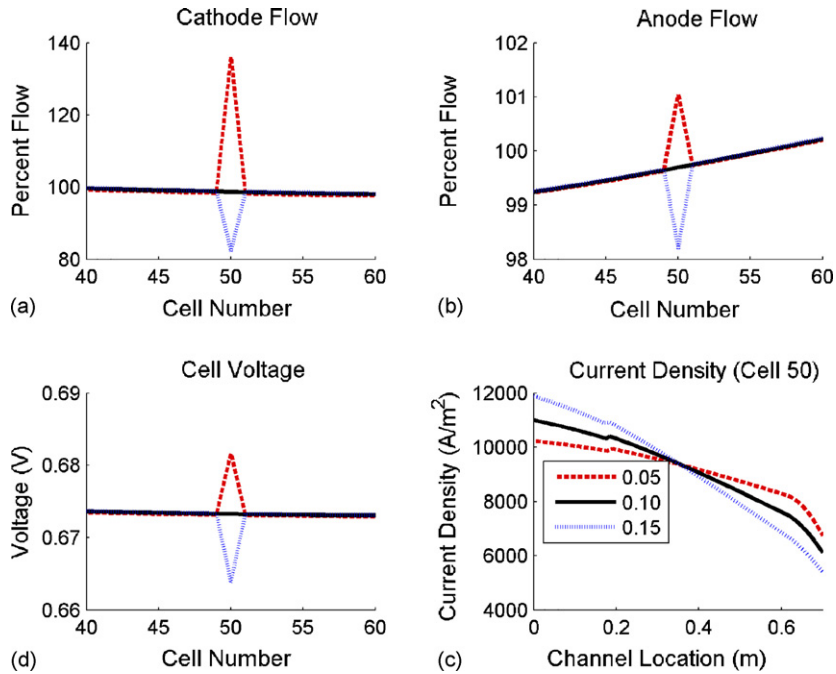 Cathode Flow
Percent Flow
140
120
100
80
40 45 50 55 60
(a) Cell Number
Anode Flow
Percent Flow
102
101
100
99
98
40 45 50 55 60
(b) Cell Number
Cell Voltage
Voltage (V)
0.69
0.68
0.67
0.66
40 45 50 55 60
(d) Cell Number
Current Density (Cell 50)
Current Density (A/m²)
12000
10000
8000
6000
4000
0.05
0.10
0.15
0 0.2 0.4 0.6
(c) Channel Location (m)